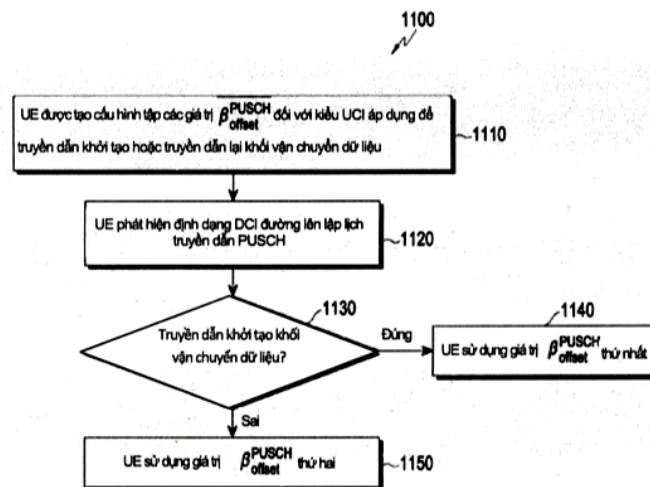 1100
UE được tạo cấu hình tập các giá trị β PUSCH offset đối với kiểu UCI áp dụng để
truyền dẫn khởi tạo hoặc truyền dẫn lại khối vận chuyển dữ liệu
1110
UE phát hiện định dạng DCI đường lên lập lịch
truyền dẫn PUSCH
1120
1130
Truyền dẫn khởi tạo khối
vận chuyển dữ liệu?
Đúng
1140
UE sử dụng giá trị β PUSCH offset thứ nhất
Sai
UE sử dụng giá trị β PUSCH offset thứ hai
1150